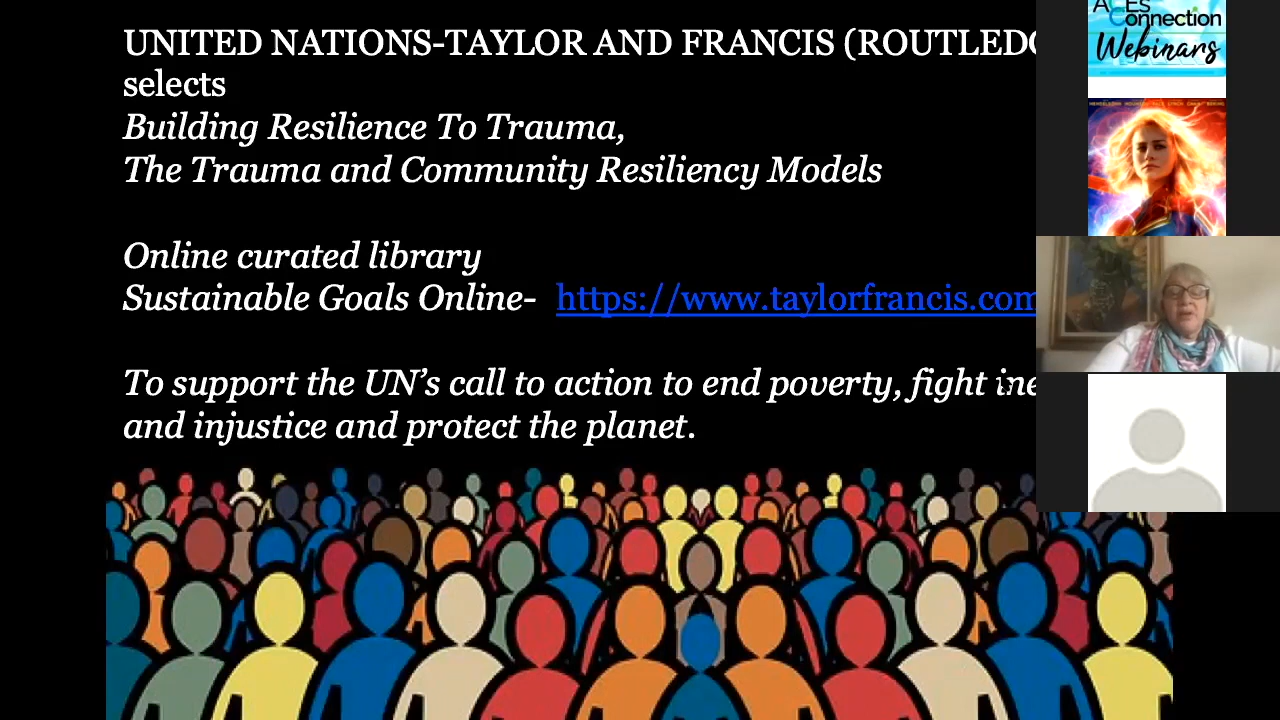 UNITED NATIONS-TAYLOR AND FRANCIS (ROUTLEDG
selects
Building Resilience To Trauma,
The Trauma and Community Resiliency Models
Online curated library
Sustainable Goals Online- https://www.taylorfrancis.com
To support the UN’s call to action to end poverty, fight ine
and injustice and protect the planet.
ACEs
Connection
Webinars